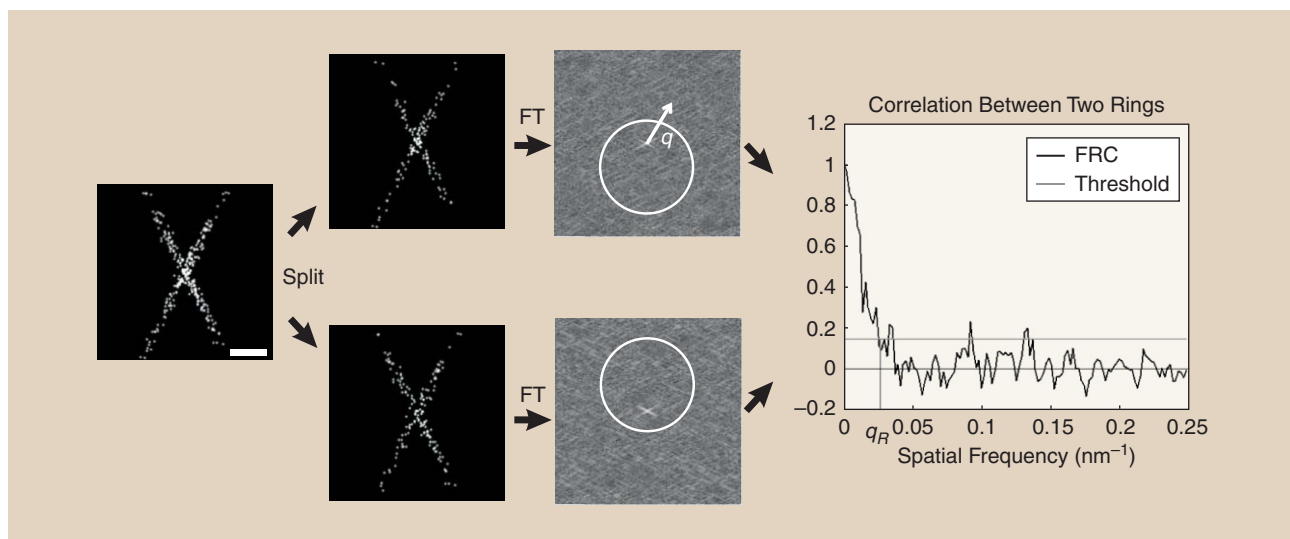 Split
FT
q
FT
Correlation Between Two Rings
1.2
1
0.8
0.6
0.4
0.2
0
−0.2
FRC
Threshold
0 qR 0.05 0.1 0.15 0.2 0.25
Spatial Frequency (nm−1)